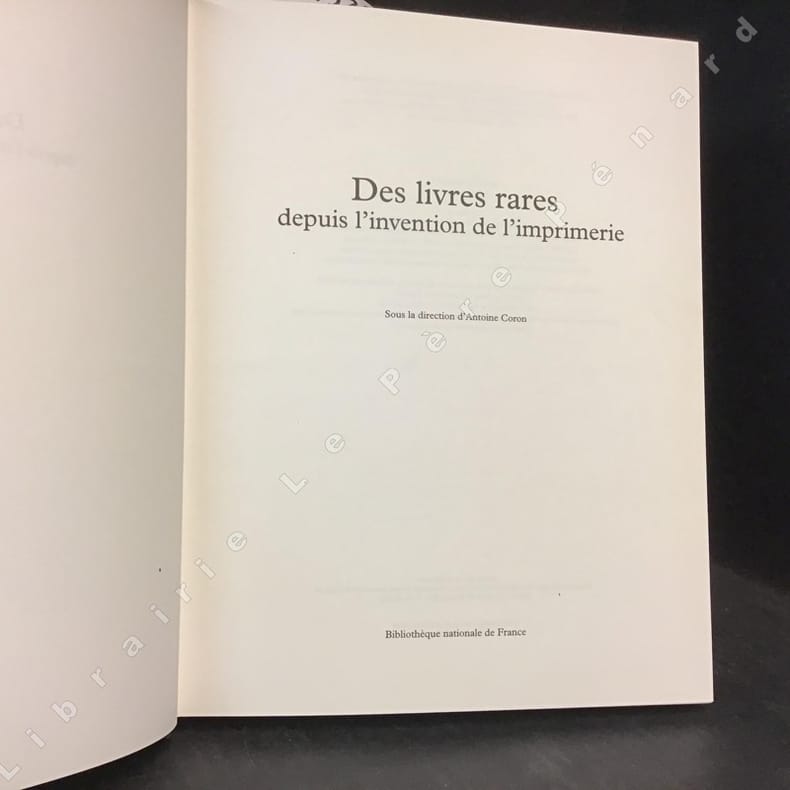 Des livres rares
depuis l'invention de l'imprimerie
Sous la direction d'Antoine Coron
Bibliothèque nationale de France
Librairie Le Père Pénard